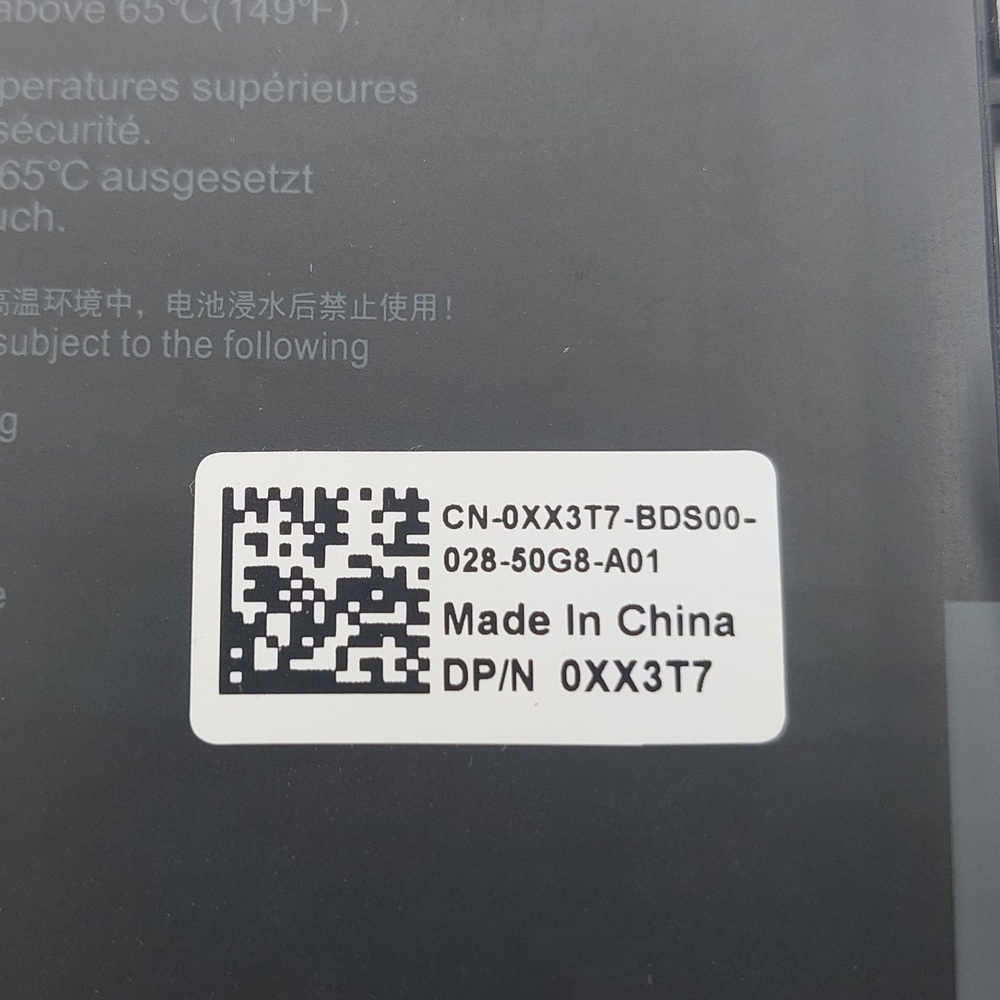 above 65°C(149°F).
peratures supérieures
sécurité.
65°C ausgesetzt
uch.
高温环境中，电池浸水后禁止使用！
subject to the following
g
e
CN-0XX3T7-BDS00-
028-50G8-A01
Made In China
DP/N 0XX3T7